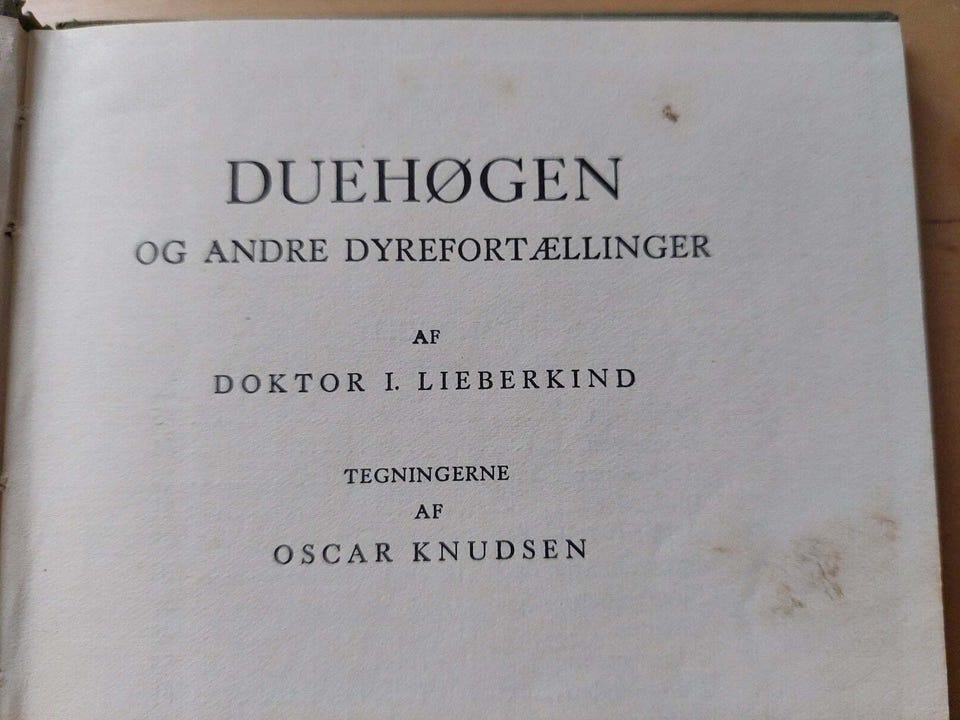 DUEHØGEN
OG ANDRE DYREFORTÆLLINGER
AF
DOKTOR I. LIEBERKIND
TEGNINGERNE
AF
OSCAR KNUDSEN